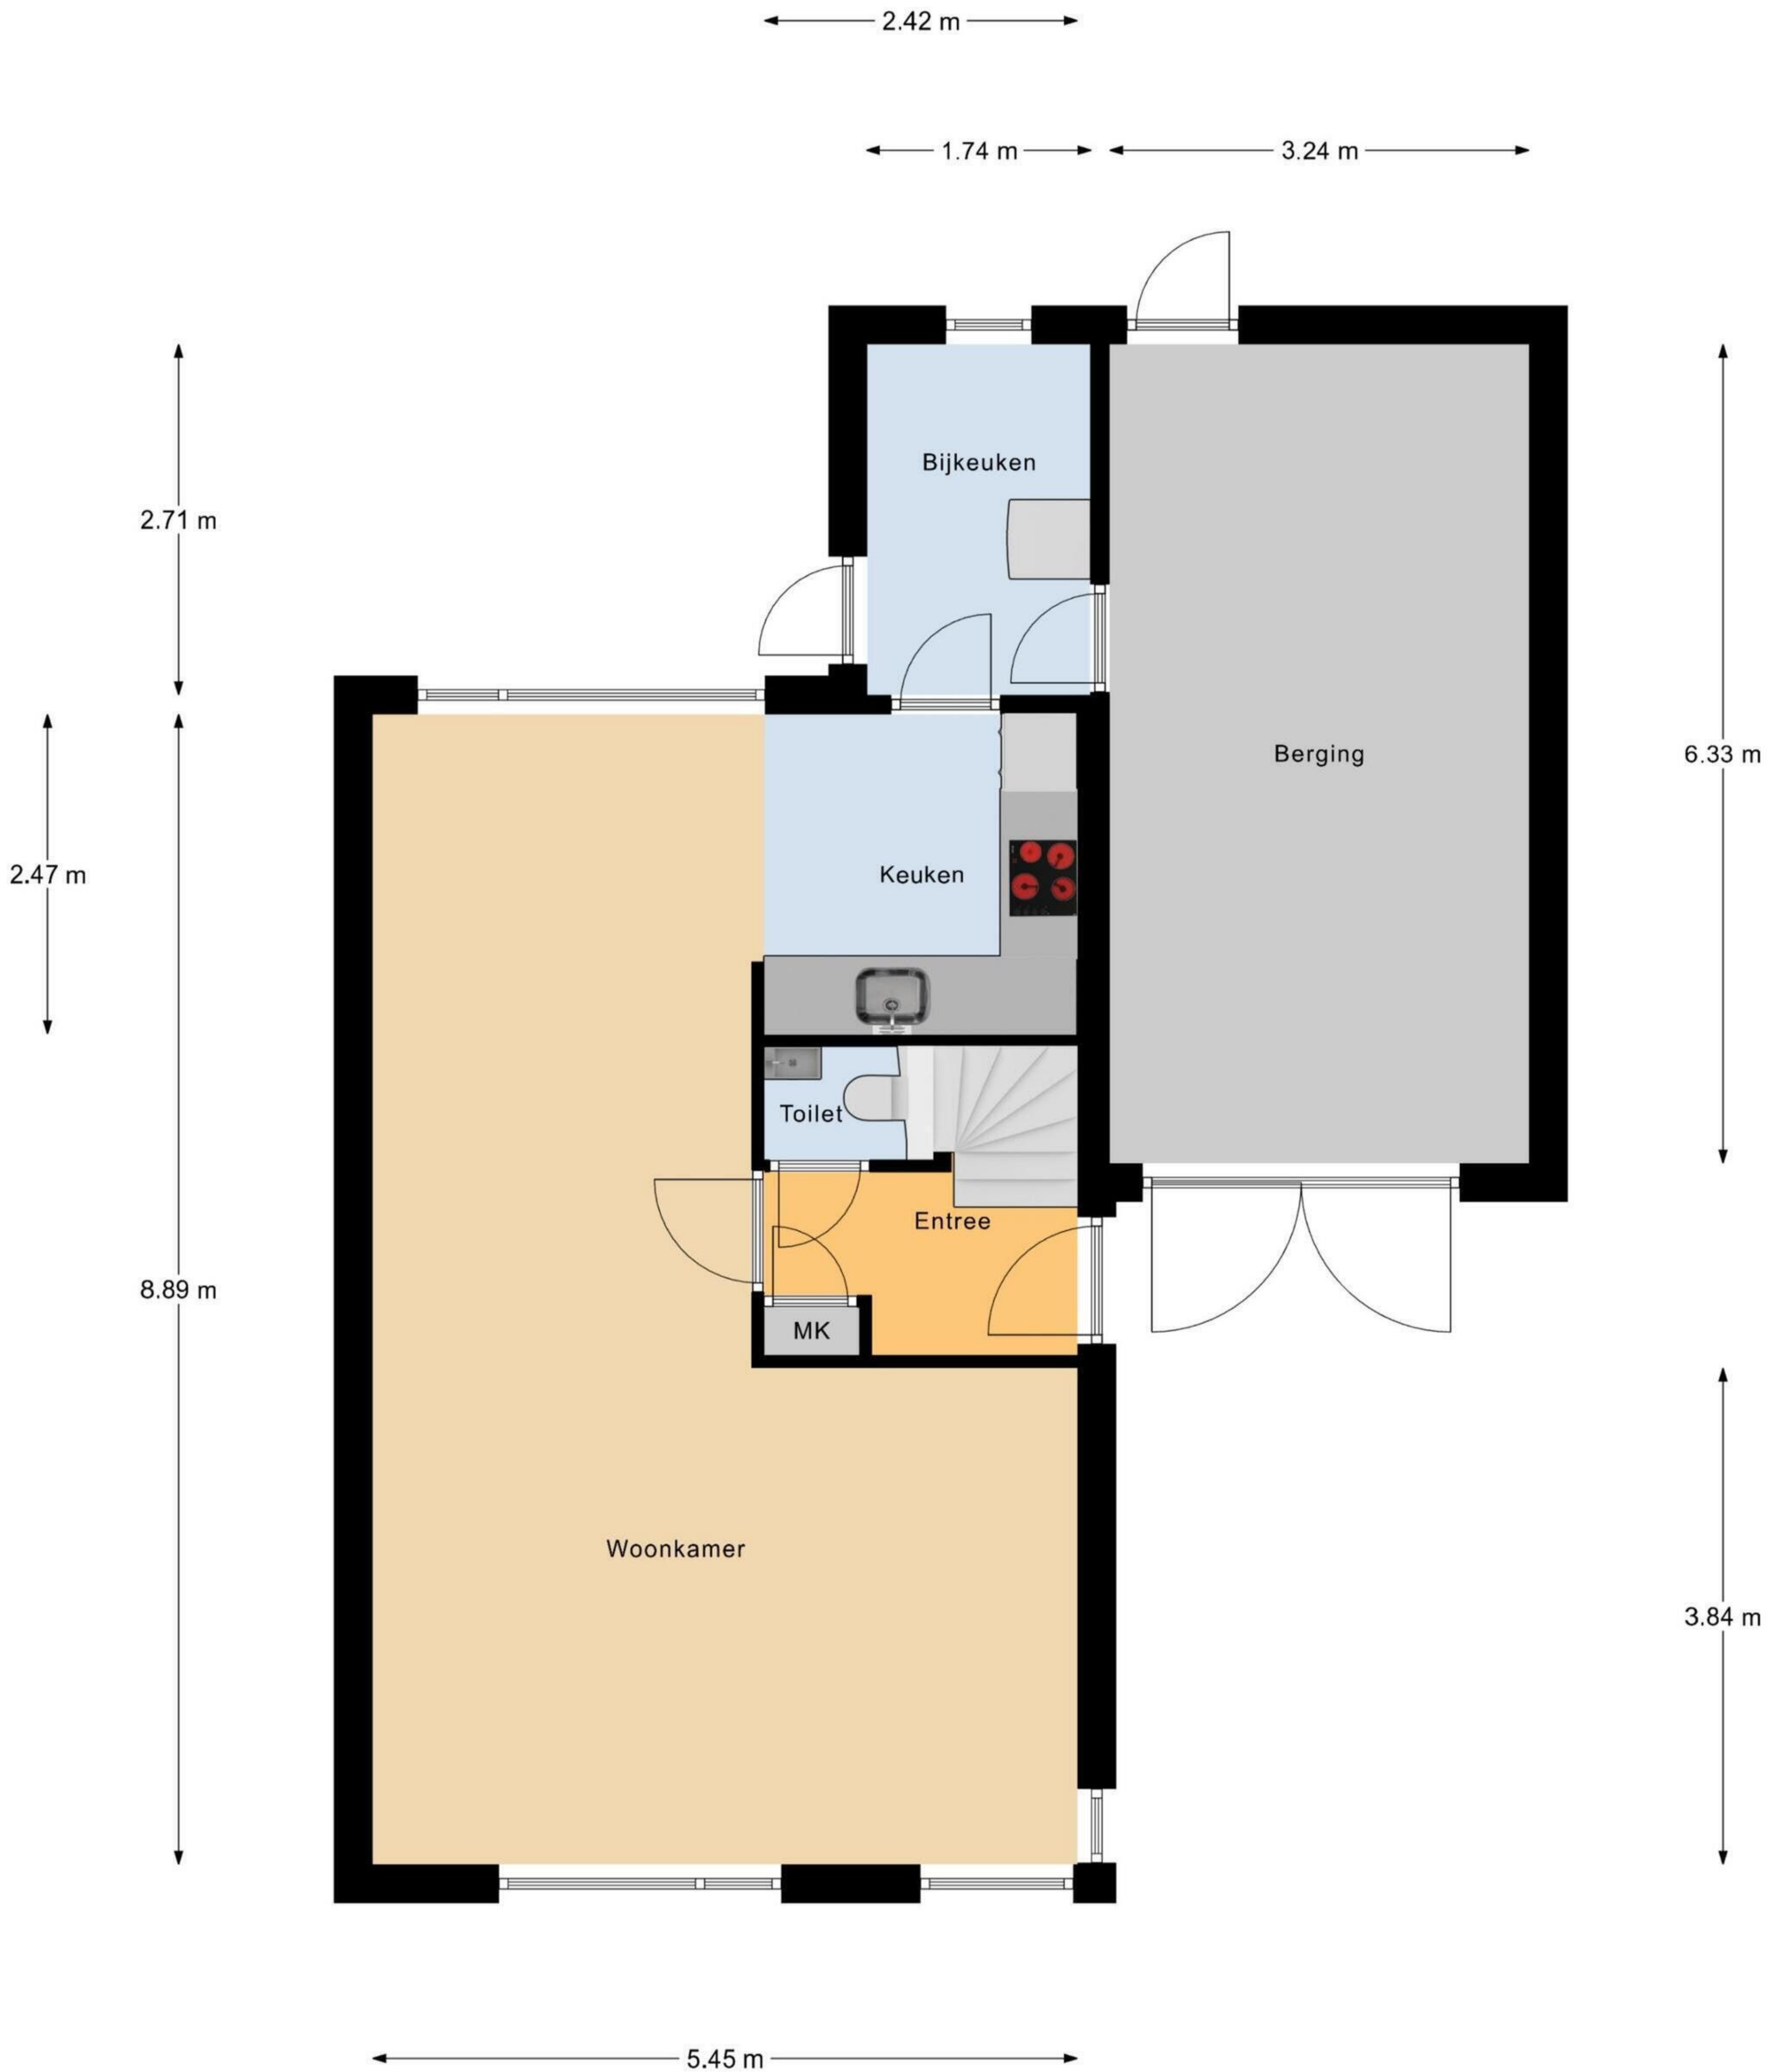 2.42 m
1.74 m
3.24 m
Bijkeuken
2.71 m
Berging
6.33 m
Keuken
2.47 m
Toilet
Entree
8.89 m
MK
Woonkamer
3.84 m
5.45 m